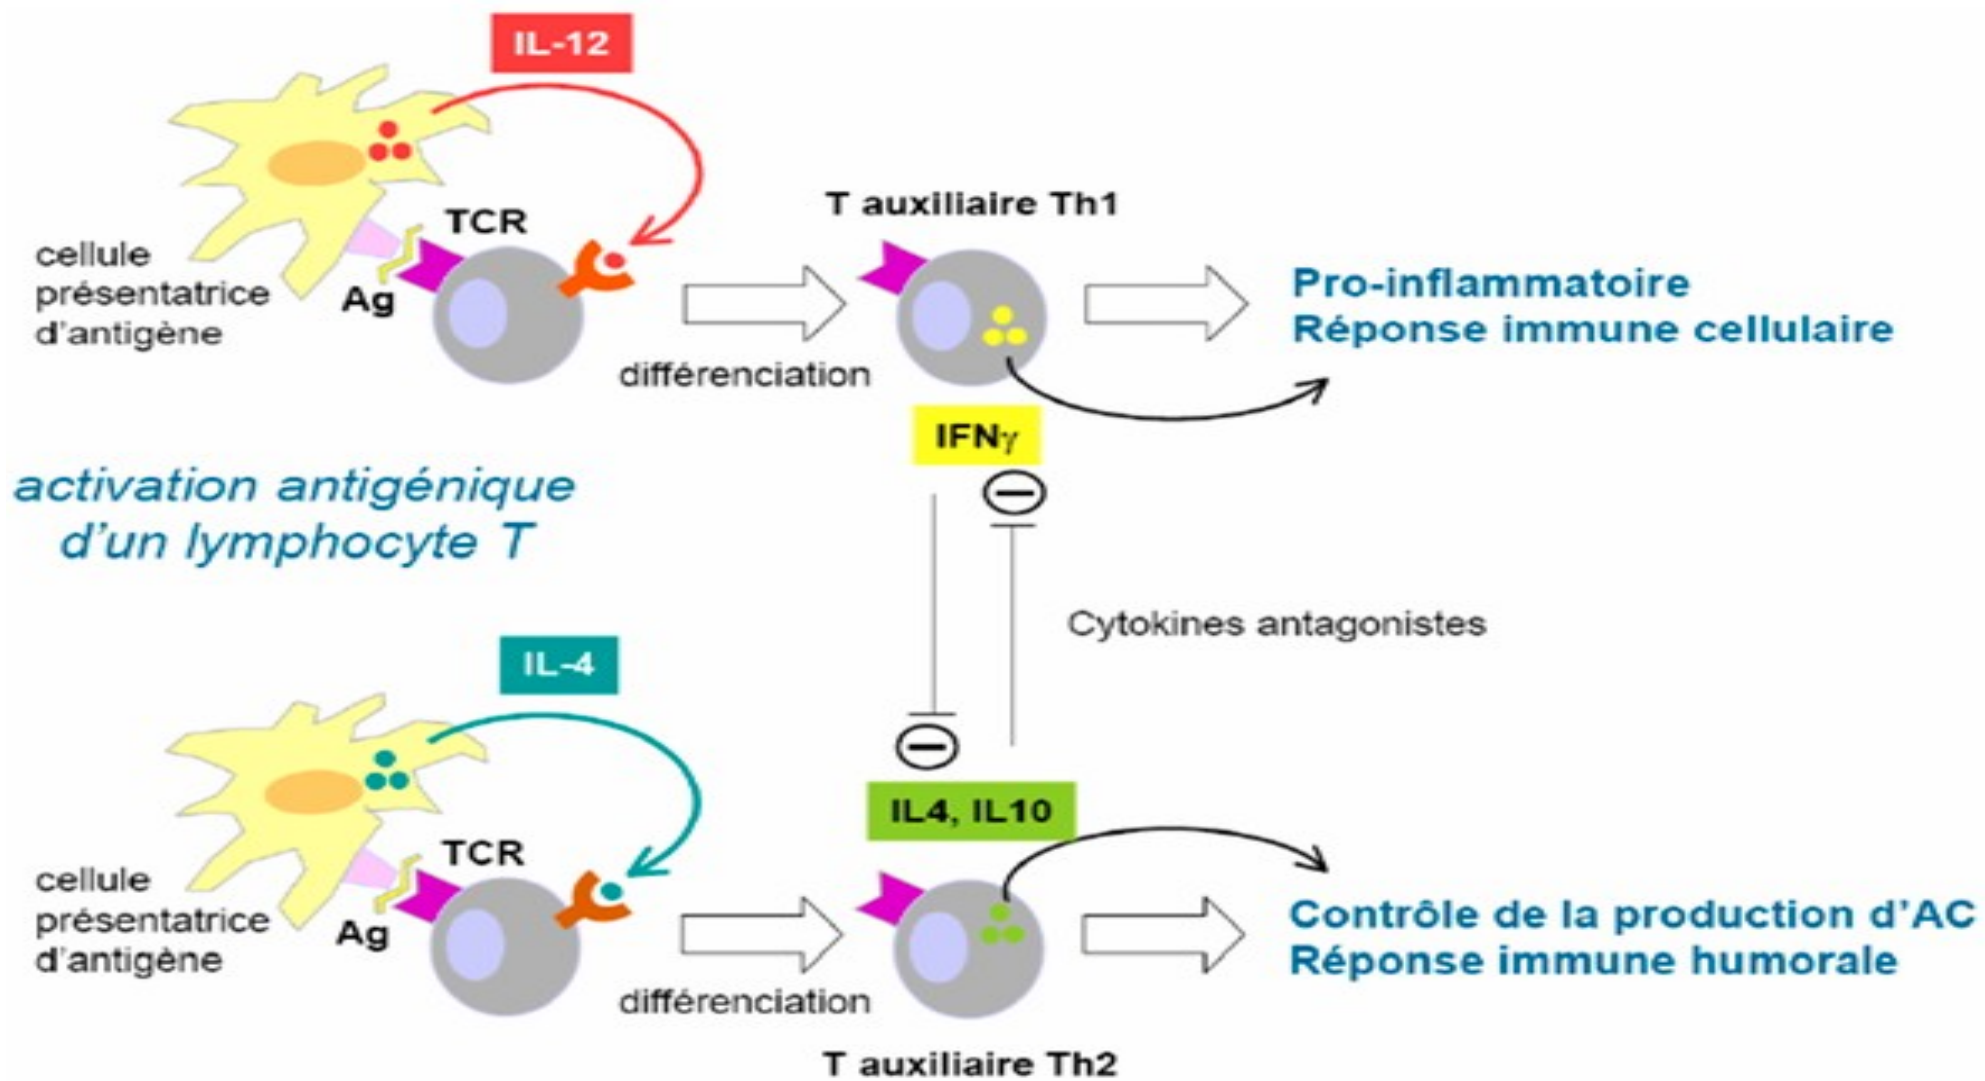 IL-12
TCR
T auxiliaire Th1
cellule
présentatrice
d'antigène
Ag
différenciation
Pro-inflammatoire
Réponse immune cellulaire
IFNγ
activation antigénique
d'un lymphocyte T
Cytokines antagonistes
IL-4
IL4, IL10
TCR
cellule
présentatrice
d'antigène
Ag
différenciation
Contrôle de la production d'AC
Réponse immune humorale
T auxiliaire Th2